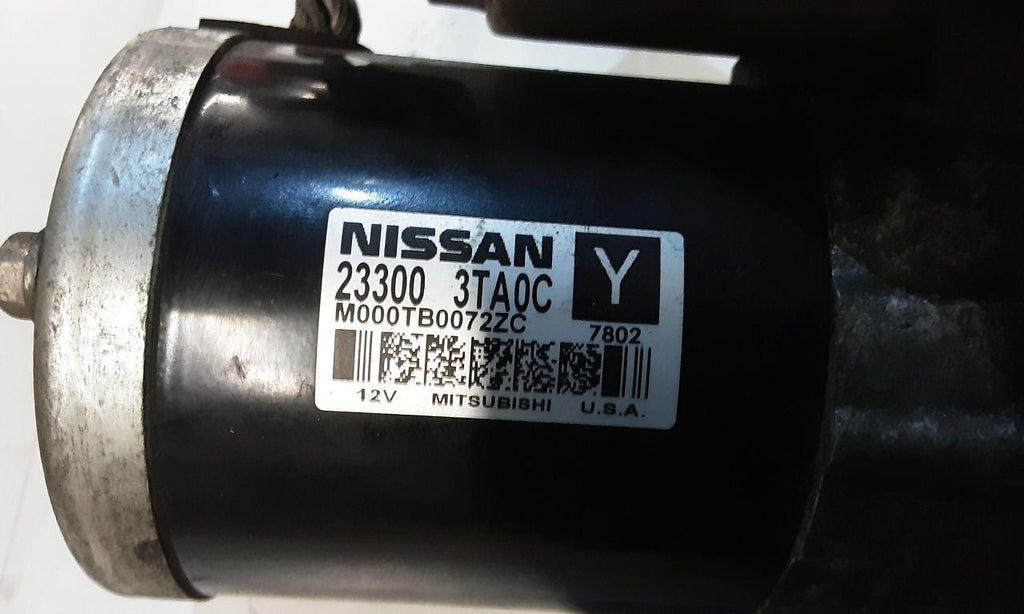 NISSAN
Y
23300 3TA0C
M000TB0072ZC
7802
12V MITSUBISHI U.S.A.